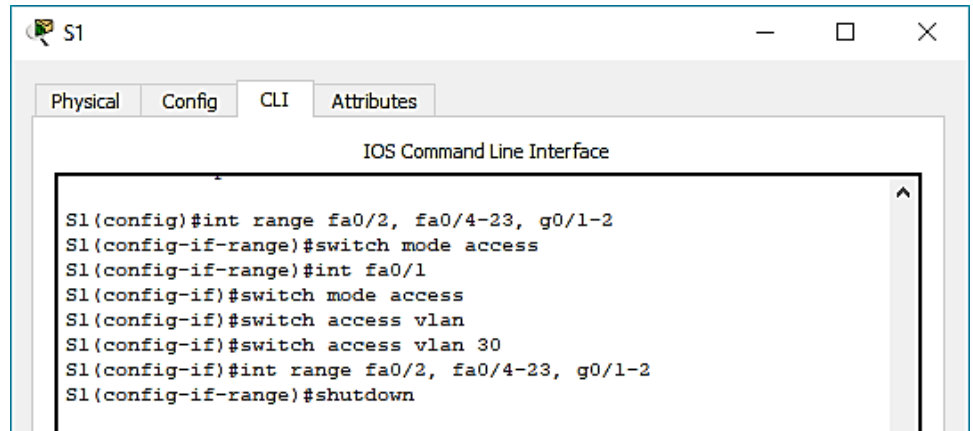 S1
Physical Config CLI Attributes
IOS Command Line Interface
S1(config)#int range fa0/2, fa0/4-23, g0/1-2
S1(config-if-range)#switch mode access
S1(config-if-range)#int fa0/1
S1(config-if)#switch mode access
S1(config-if)#switch access vlan
S1(config-if)#switch access vlan 30
S1(config-if)#int range fa0/2, fa0/4-23, g0/1-2
S1(config-if-range)#shutdown